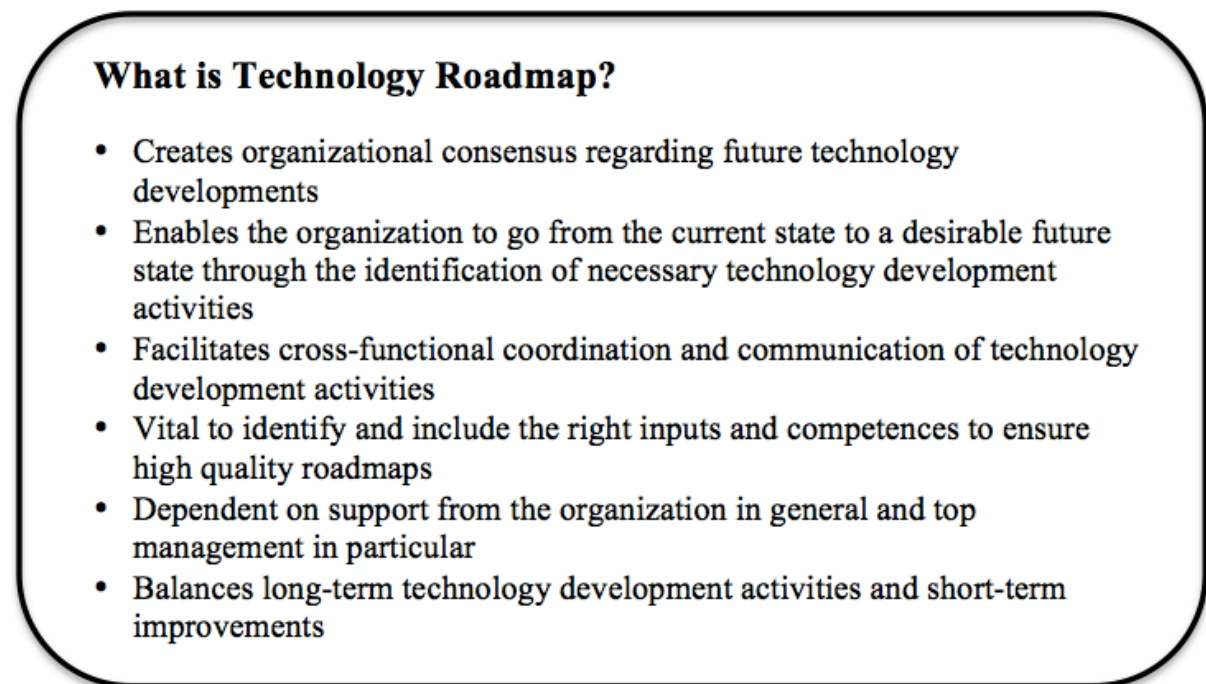 What is Technology Roadmap?
• Creates organizational consensus regarding future technology
developments
• Enables the organization to go from the current state to a desirable future
state through the identification of necessary technology development
activities
• Facilitates cross-functional coordination and communication of technology
development activities
• Vital to identify and include the right inputs and competences to ensure
high quality roadmaps
• Dependent on support from the organization in general and top
management in particular
• Balances long-term technology development activities and short-term
improvements